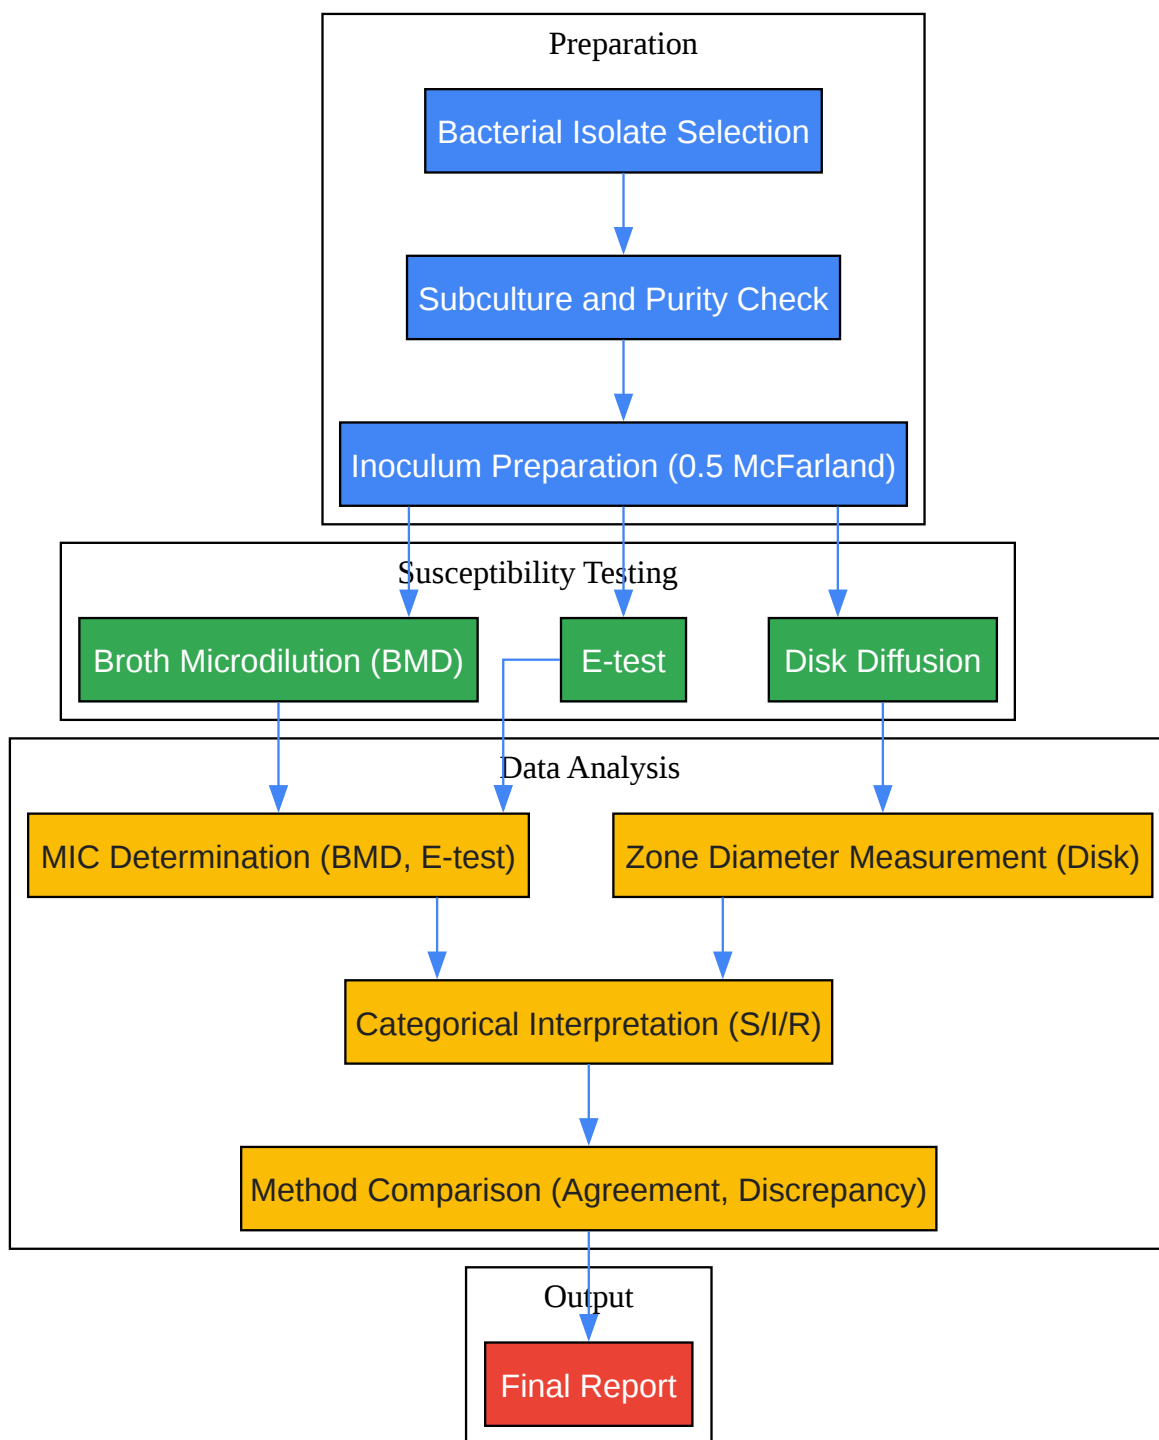 Preparation
Bacterial Isolate Selection
Subculture and Purity Check
Inoculum Preparation (0.5 McFarland)
Susceptibility Testing
Broth Microdilution (BMD)
E-test
Disk Diffusion
Data Analysis
MIC Determination (BMD, E-test)
Zone Diameter Measurement (Disk)
Categorical Interpretation (S/I/R)
Method Comparison (Agreement, Discrepancy)
Output
Final Report